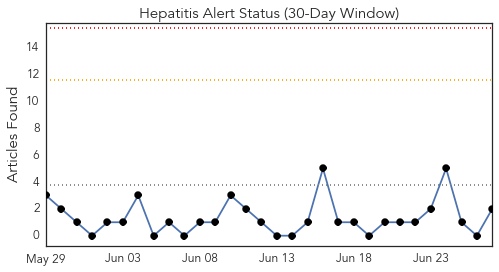 Hepatitis Alert Status (30-Day Window)
Articles Found
14
12
10
8
6
4
2
0
May 29
Jun 03
Jun 08
Jun 13
Jun 18
Jun 23